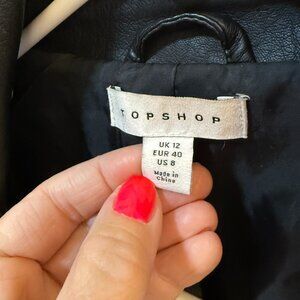 TOPSHOP
UK 12
EUR 40
US 8
Made in
China